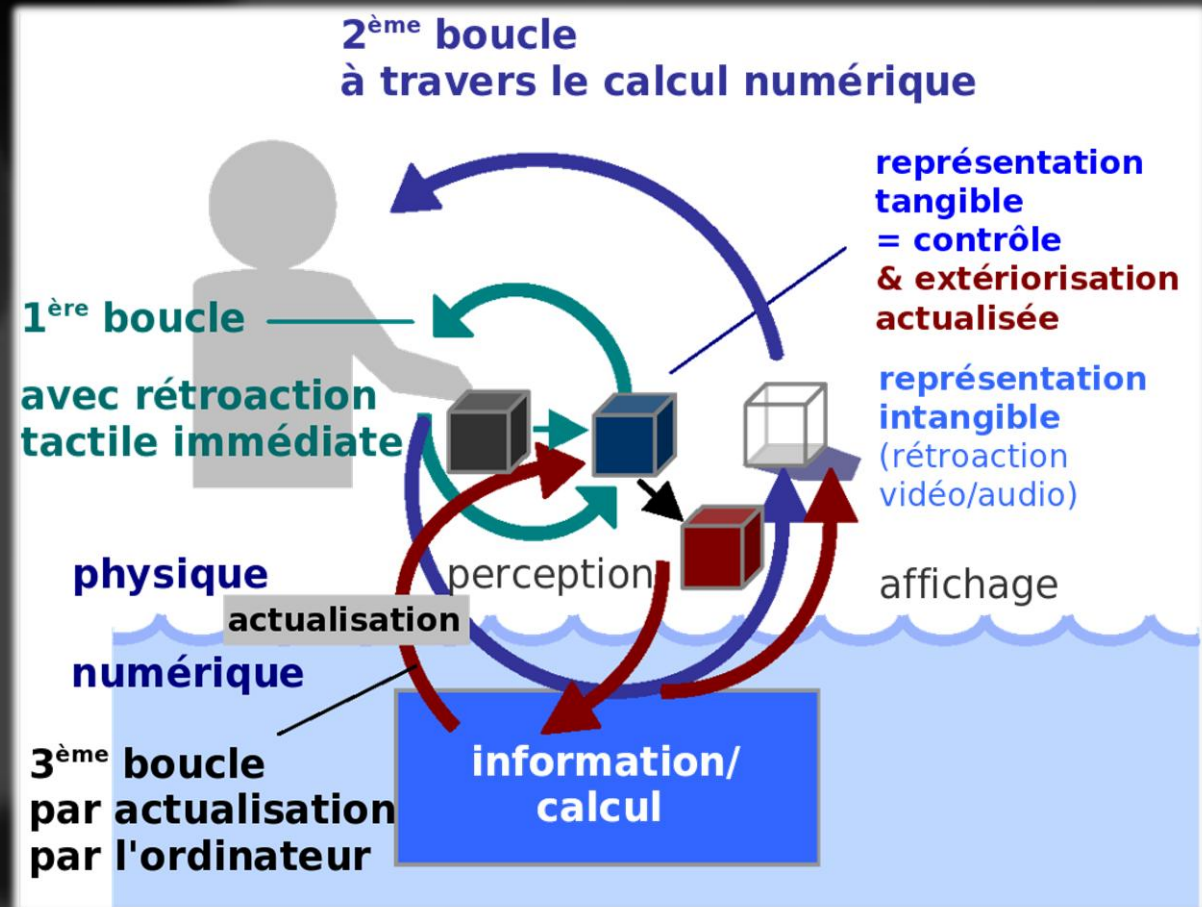 2ème boucle
à travers le calcul numérique
représentation
tangible
= contrôle
& extériorisation
actualisée
1ère boucle
avec rétroaction
tactile immédiate
représentation
intangible
(rétroaction
vidéo/audio)
physique
perception
affichage
actualisation
numérique
3ème boucle
par actualisation
par l'ordinateur
information/
calcul